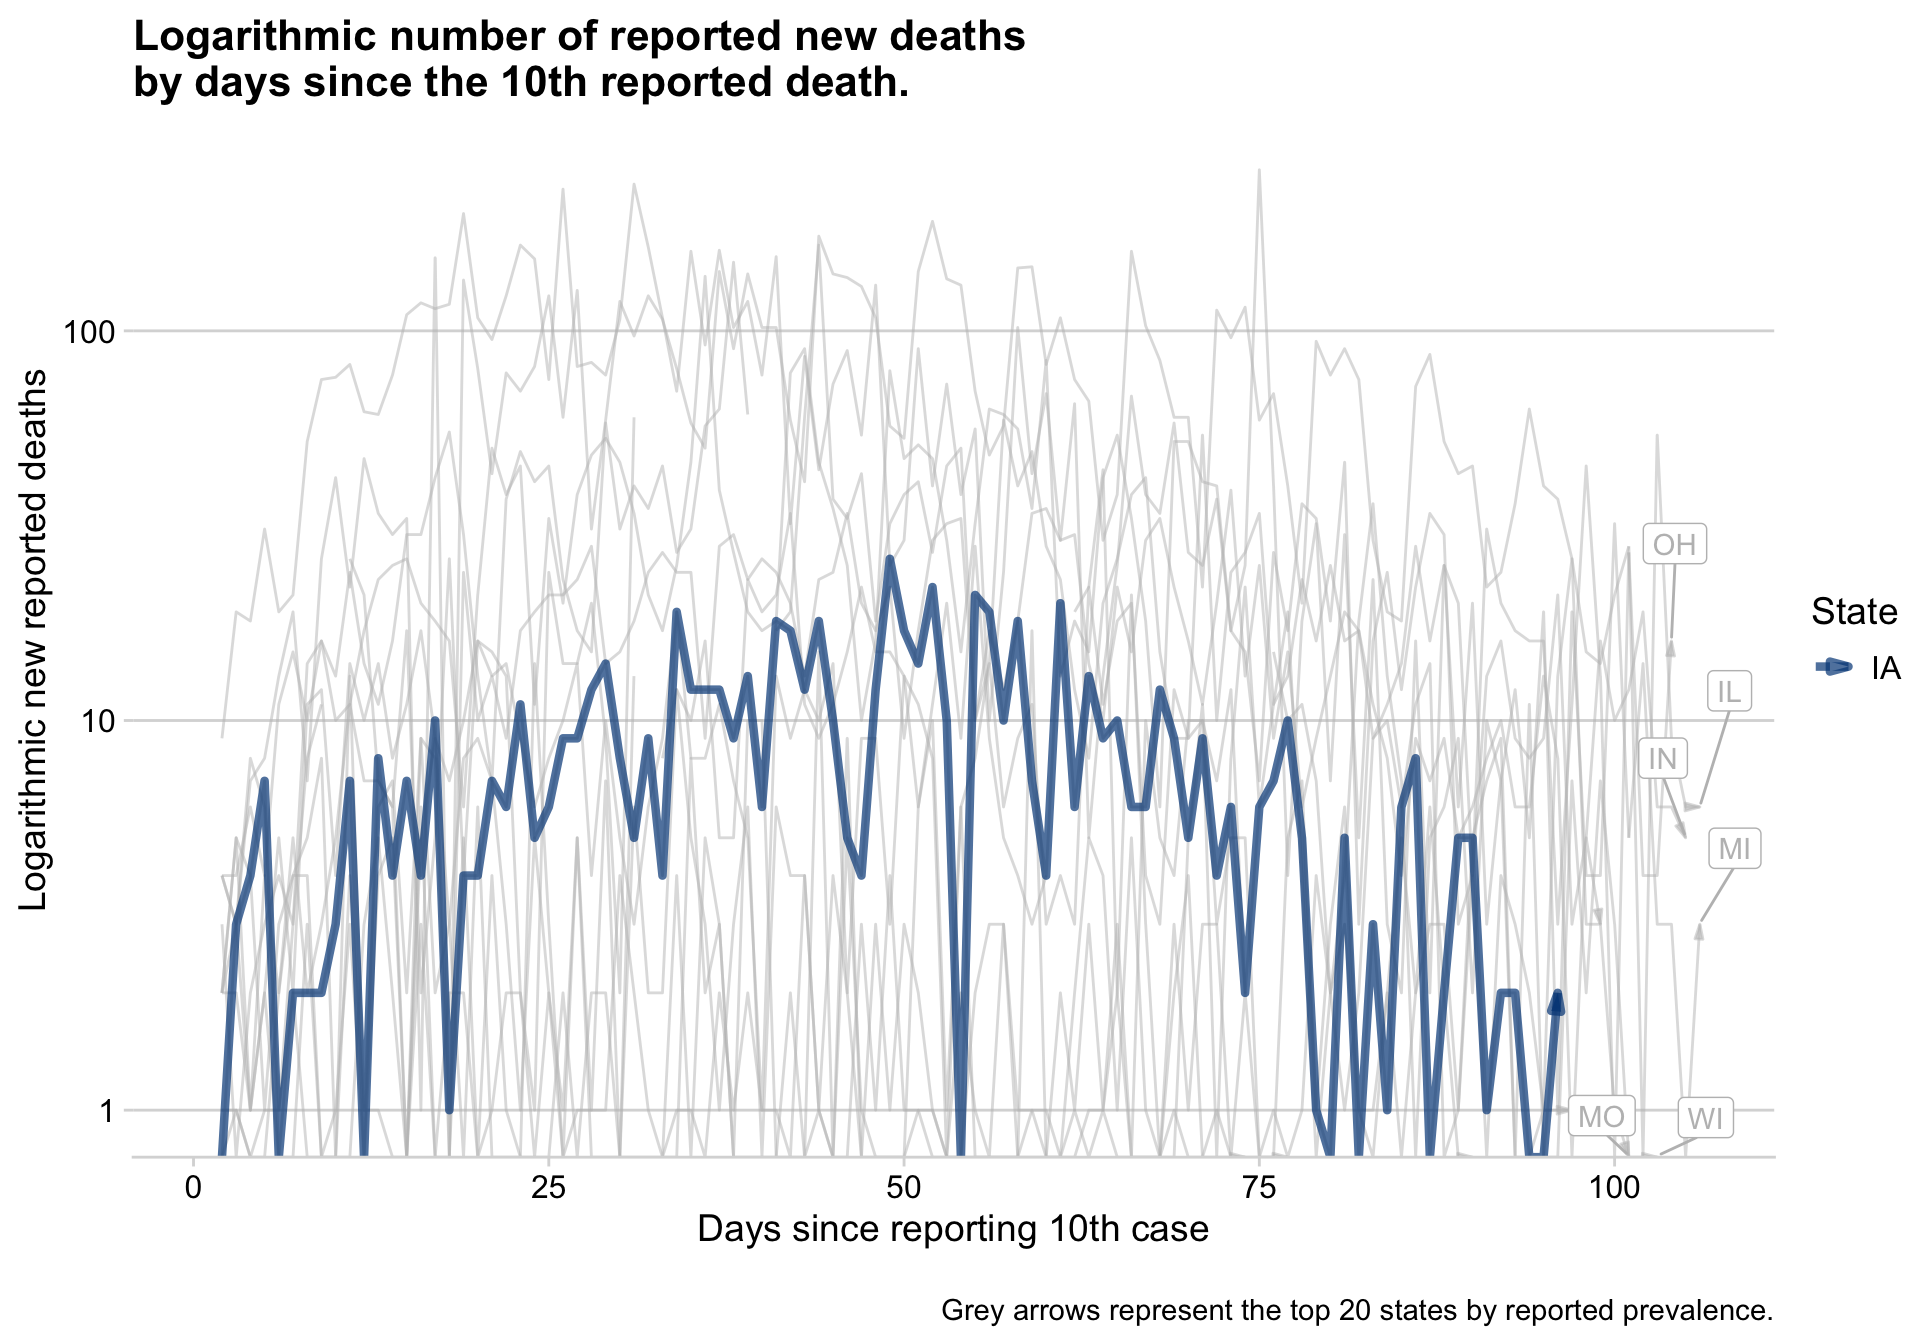 Logarithmic number of reported new deaths
by days since the 10th reported death.
Logarithmic new reported deaths
100
10
1
OH
IL
IN
MI
MO
WI
State
IA
0
25
50
75
100
Days since reporting 10th case
Grey arrows represent the top 20 states by reported prevalence.